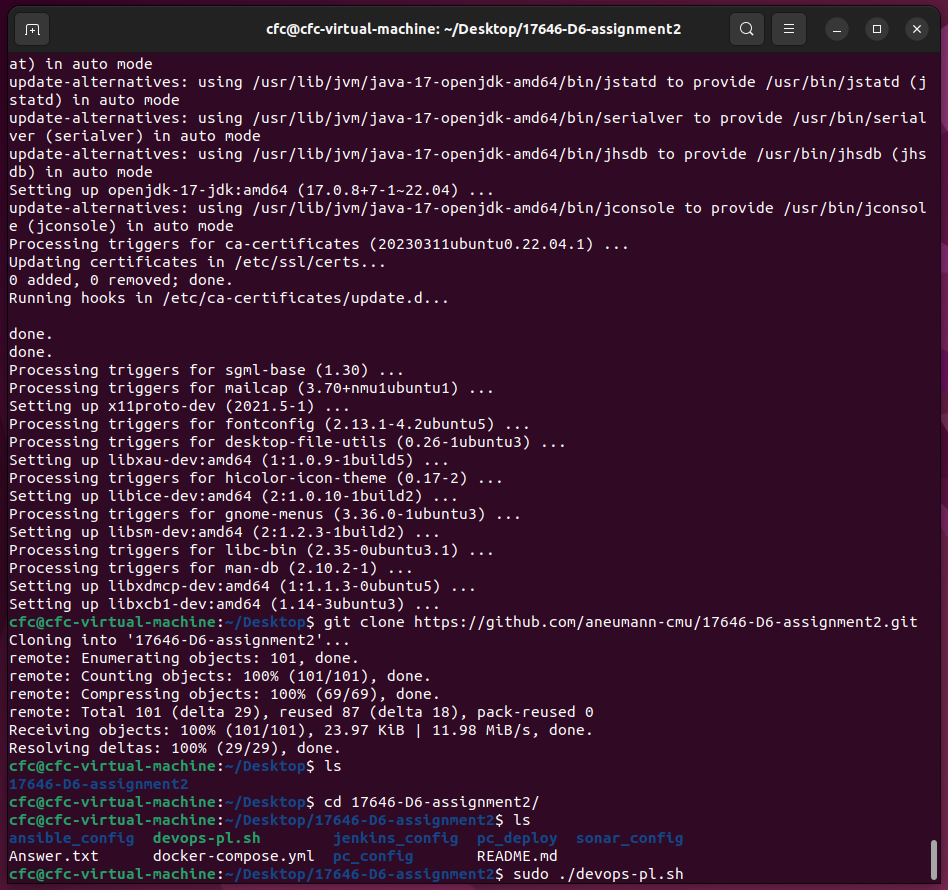 cfc@cfc-virtual-machine: ~/Desktop/17646-D6-assignment2
at) in auto mode
update-alternatives: using /usr/lib/jvm/java-17-openjdk-amd64/bin/jstatd to provide /usr/bin/jstatd (j
statd) in auto mode
update-alternatives: using /usr/lib/jvm/java-17-openjdk-amd64/bin/serialver to provide /usr/bin/serial
ver (serialver) in auto mode
update-alternatives: using /usr/lib/jvm/java-17-openjdk-amd64/bin/jhsdb to provide /usr/bin/jhsdb (jhs
db) in auto mode
Setting up openjdk-17-jdk:amd64 (17.0.8+7-1~22.04) ...
update-alternatives: using /usr/lib/jvm/java-17-openjdk-amd64/bin/jconsole to provide /usr/bin/jconsol
e (jconsole) in auto mode
Processing triggers for ca-certificates (20230311ubuntu0.22.04.1) ...
Updating certificates in /etc/ssl/certs...
0 added, 0 removed; done.
Running hooks in /etc/ca-certificates/update.d...

done.
done.
Processing triggers for sgml-base (1.30) ...
Processing triggers for mailcap (3.70+nmu1ubuntu1) ...
Setting up x11proto-dev (2021.5-1) ...
Processing triggers for fontconfig (2.13.1-4.2ubuntu5) ...
Processing triggers for desktop-file-utils (0.26-1ubuntu3) ...
Setting up libxau-dev:amd64 (1:1.0.9-1build5) ...
Processing triggers for hicolor-icon-theme (0.17-2) ...
Setting up libice-dev:amd64 (2:1.0.10-1build2) ...
Processing triggers for gnome-menus (3.36.0-1ubuntu3) ...
Setting up libsm-dev:amd64 (2:1.2.3-1build2) ...
Processing triggers for libc-bin (2.35-0ubuntu3.1) ...
Processing triggers for man-db (2.10.2-1) ...
Setting up libxdmcp-dev:amd64 (1:1.1.3-0ubuntu5) ...
Setting up libxcb1-dev:amd64 (1.14-3ubuntu3) ...
cfc@cfc-virtual-machine:~/Desktop$ git clone https://github.com/aneumann-cmu/17646-D6-assignment2.git
Cloning into '17646-D6-assignment2'...
remote: Enumerating objects: 101, done.
remote: Counting objects: 100% (101/101), done.
remote: Compressing objects: 100% (69/69), done.
remote: Total 101 (delta 29), reused 87 (delta 18), pack-reused 0
Receiving objects: 100% (101/101), 23.97 KiB | 11.98 MiB/s, done.
Resolving deltas: 100% (29/29), done.
cfc@cfc-virtual-machine:~/Desktop$ ls
17646-D6-assignment2
cfc@cfc-virtual-machine:~/Desktop$ cd 17646-D6-assignment2/
cfc@cfc-virtual-machine:~/Desktop/17646-D6-assignment2$ ls
ansible_config  devops-pl.sh        jenkins_config  pc_deploy  sonar_config
Answer.txt      docker-compose.yml  pc_config       README.md
cfc@cfc-virtual-machine:~/Desktop/17646-D6-assignment2$ sudo ./devops-pl.sh